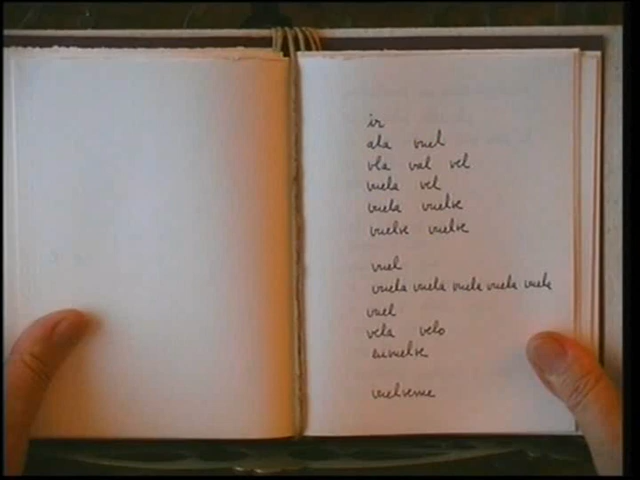 ir
ala vuel
vla val vel
vuela vel
vuela vuelve
vuelve vuelve
vuel
vuela vuela vuela vuela vuela
vuel
vela velo
envuelve
vuelveme